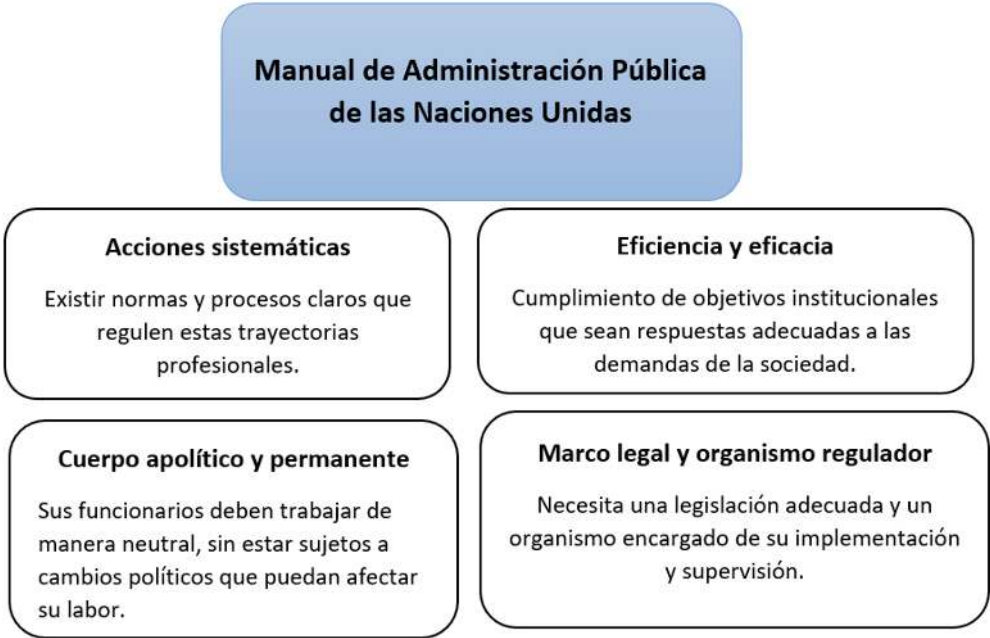 Manual de Administración Pública
de las Naciones Unidas
Acciones sistemáticas
Existir normas y procesos claros que
regulen estas trayectorias
profesionales.
Eficiencia y eficacia
Cumplimiento de objetivos institucionales
que sean respuestas adecuadas a las
demandas de la sociedad.
Cuerpo apolítico y permanente
Sus funcionarios deben trabajar de
manera neutral, sin estar sujetos a
cambios políticos que puedan afectar
su labor.
Marco legal y organismo regulador
Necesita una legislación adecuada y un
organismo encargado de su implementación
y supervisión.